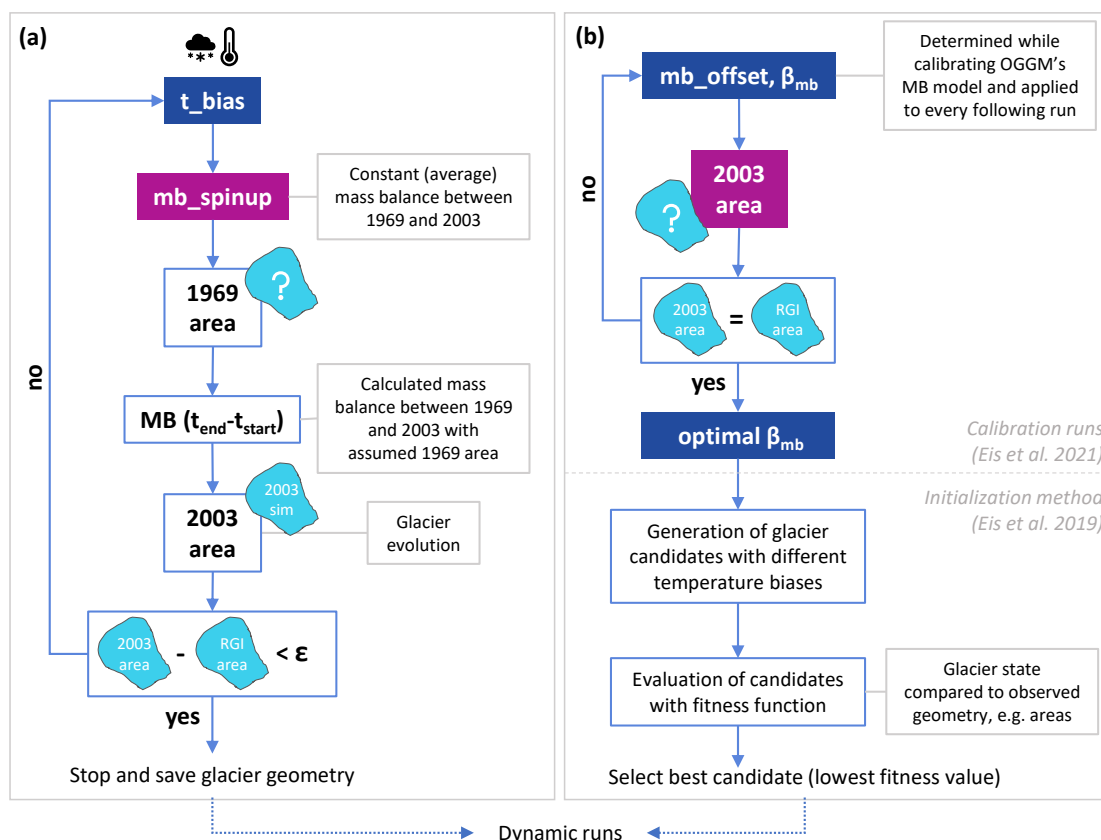 (a)
t_bias
mb_spinup
Constant (average)
mass balance between
1969 and 2003
?
1969
area
no
MB (tend-tstart)
Calculated mass
balance between 1969
and 2003 with
assumed 1969 area
2003
sim
2003
area
Glacier
evolution
2003
area
-
RGI
area
< ε
yes
Stop and save glacier geometry
(b)
mb_offset, βmb
Determined while
calibrating OGGM's
MB model and applied
to every following run
no
2003
area
?
2003
area
=
RGI
area
yes
optimal βmb
Calibration runs
(Eis et al. 2021)
Initialization method
(Eis et al. 2019)
Generation of glacier
candidates with different
temperature biases
Evaluation of candidates
with fitness function
Glacier state
compared to observed
geometry, e.g. areas
Select best candidate (lowest fitness value)
Dynamic runs